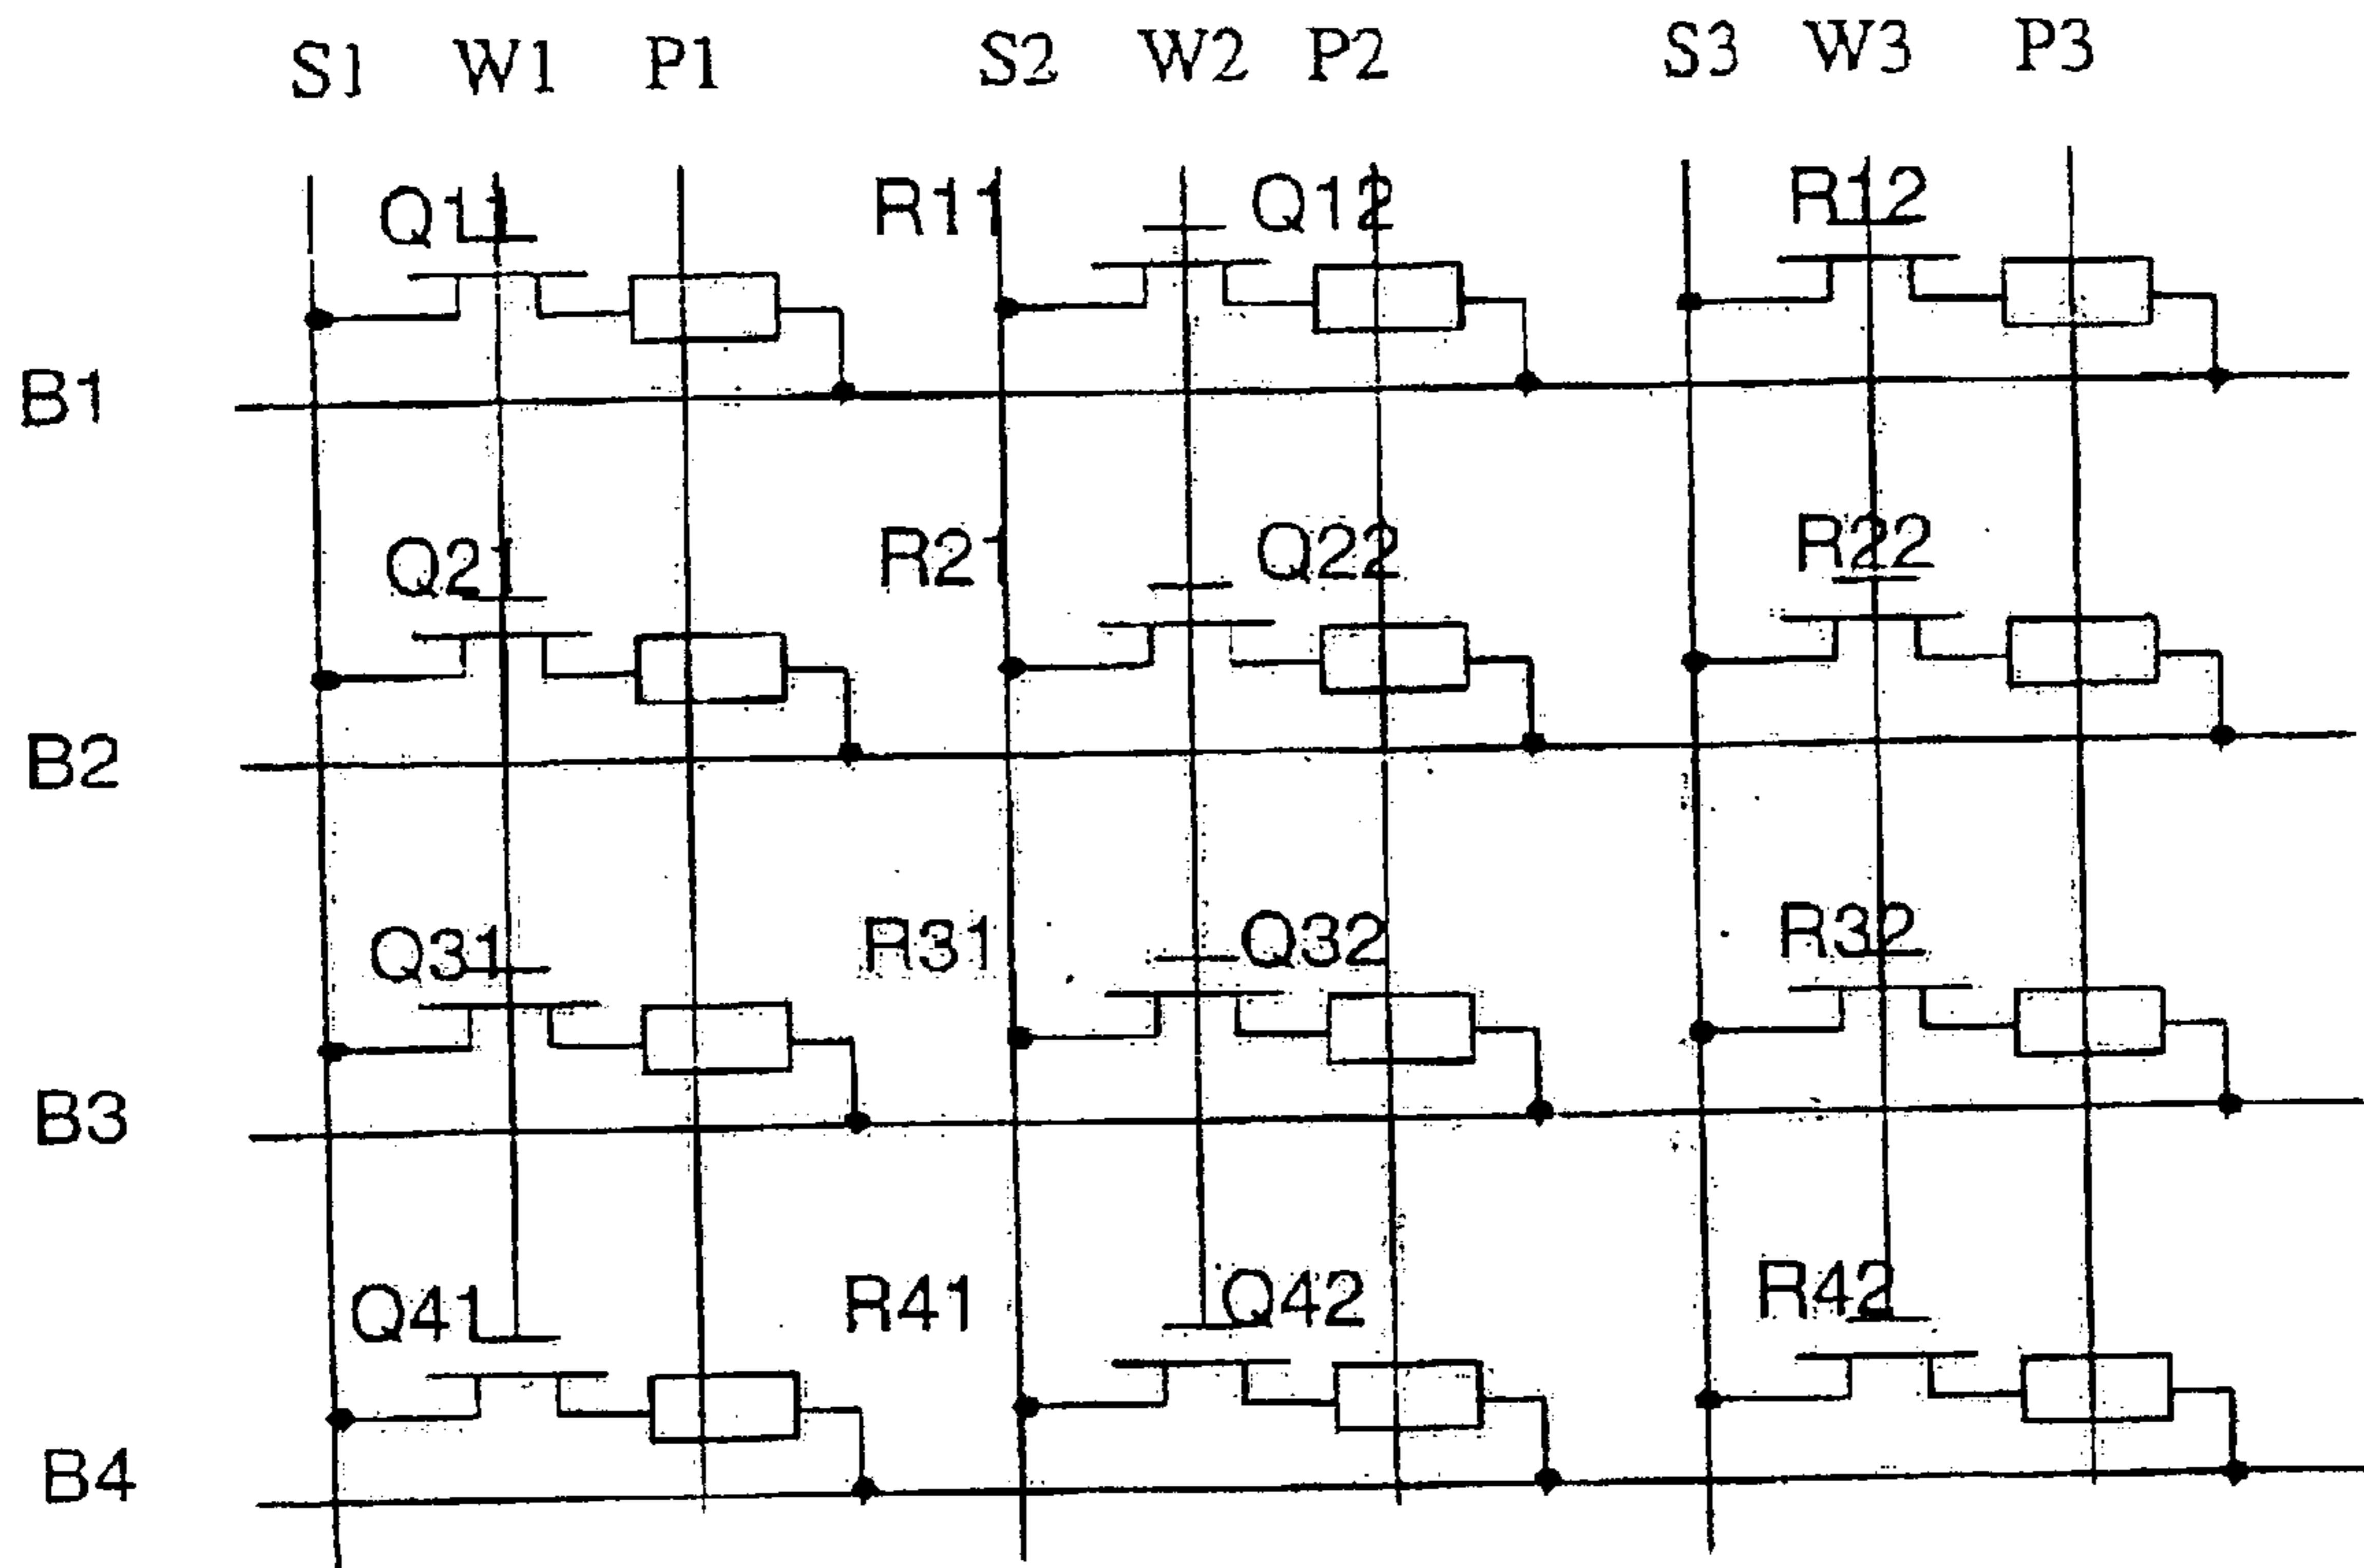 S1 W1 P1 S2 W2 P2 S3 W3 P3
Q11 R11 Q12 R12
B1
Q21 R21 Q22 R22
B2
Q31 R31 Q32 R32
B3
Q41 R41 Q42 R42
B4